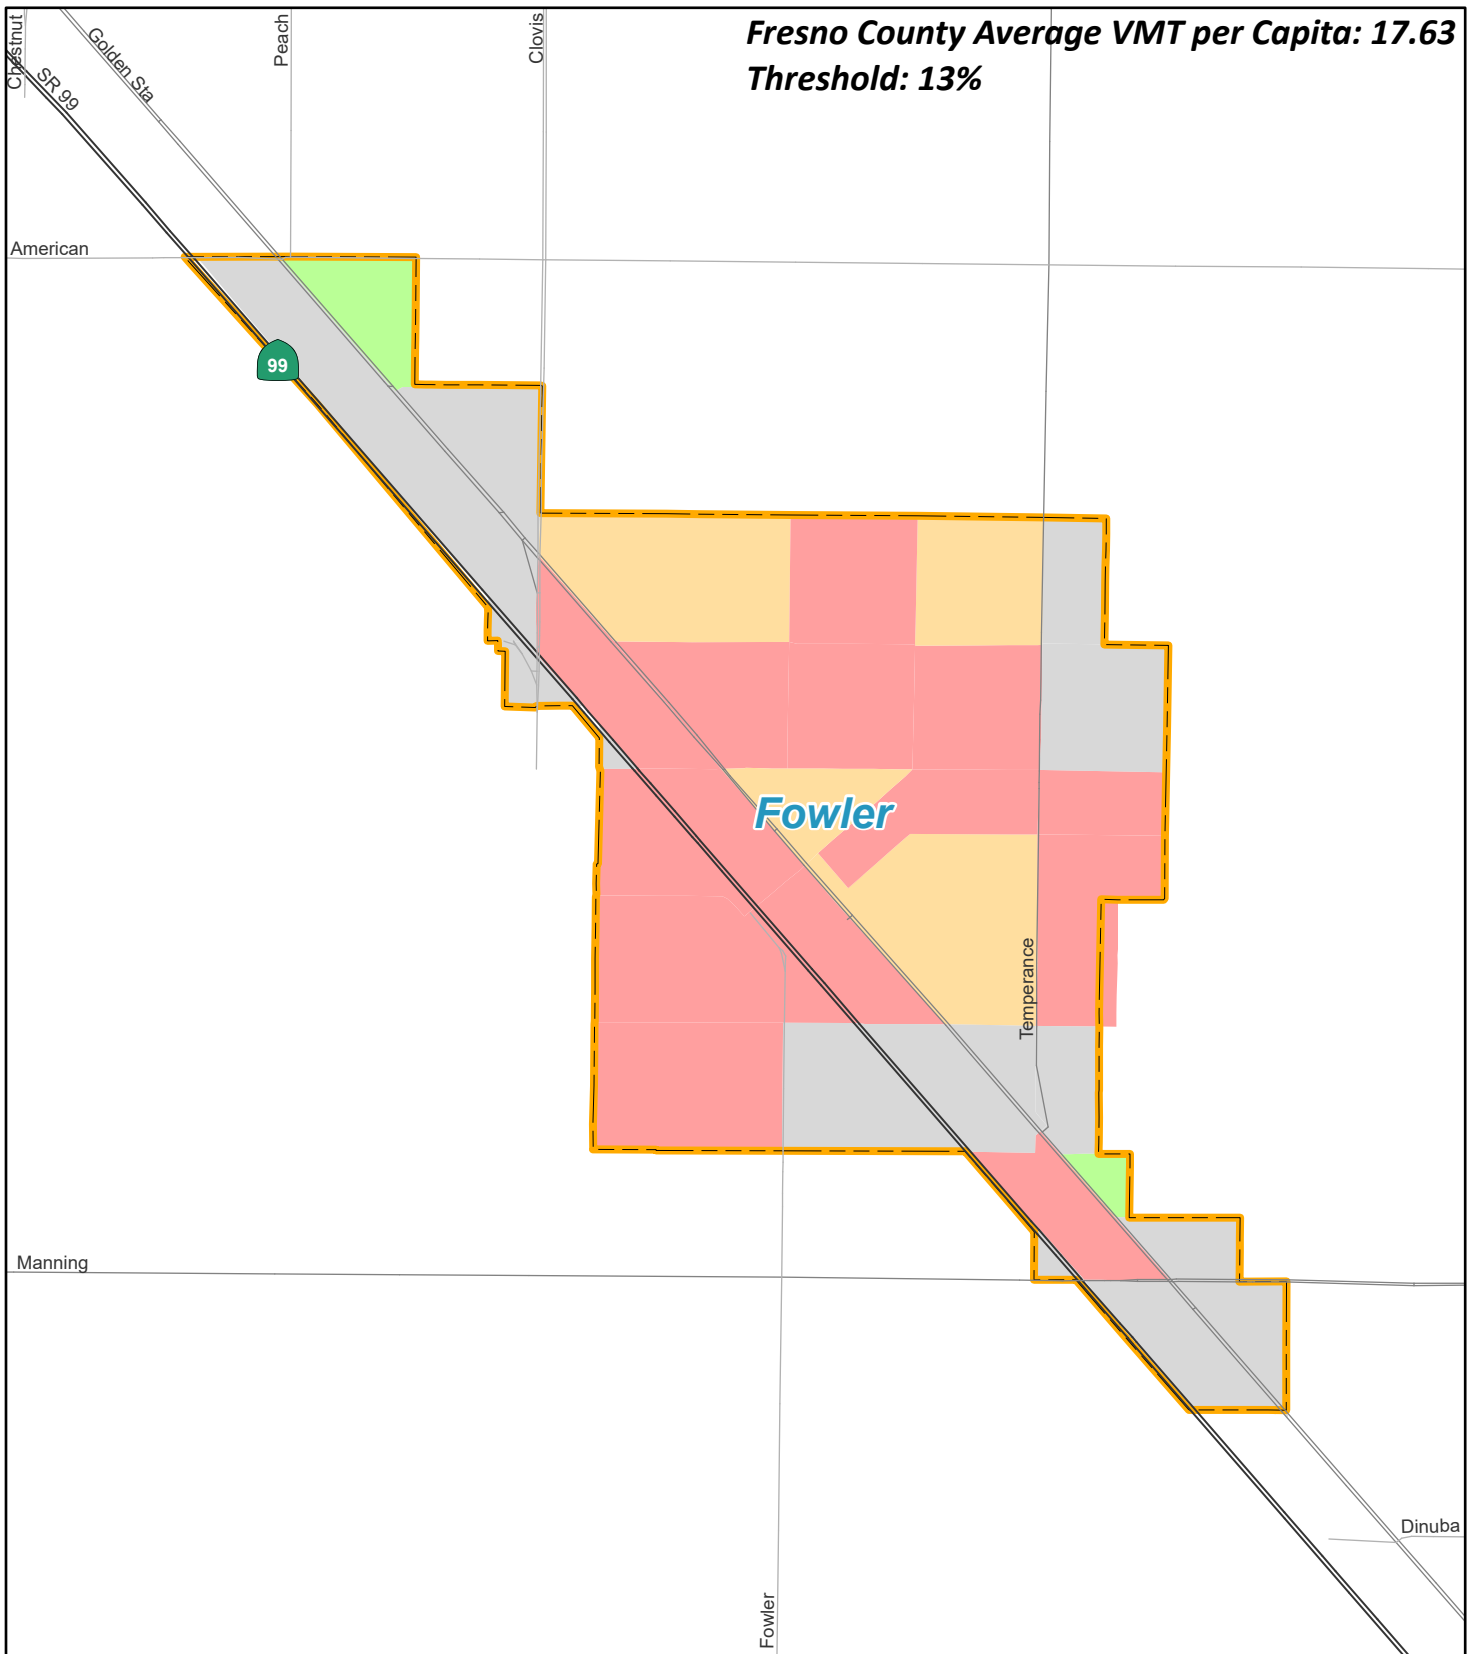 Fresno County Average VMT per Capita: 17.63
Threshold: 13%
Chestnut
Golden Sta
SR 99
Peach
Clovis
American
99
Fowler
Temperance
Manning
Dinuba
Fowler